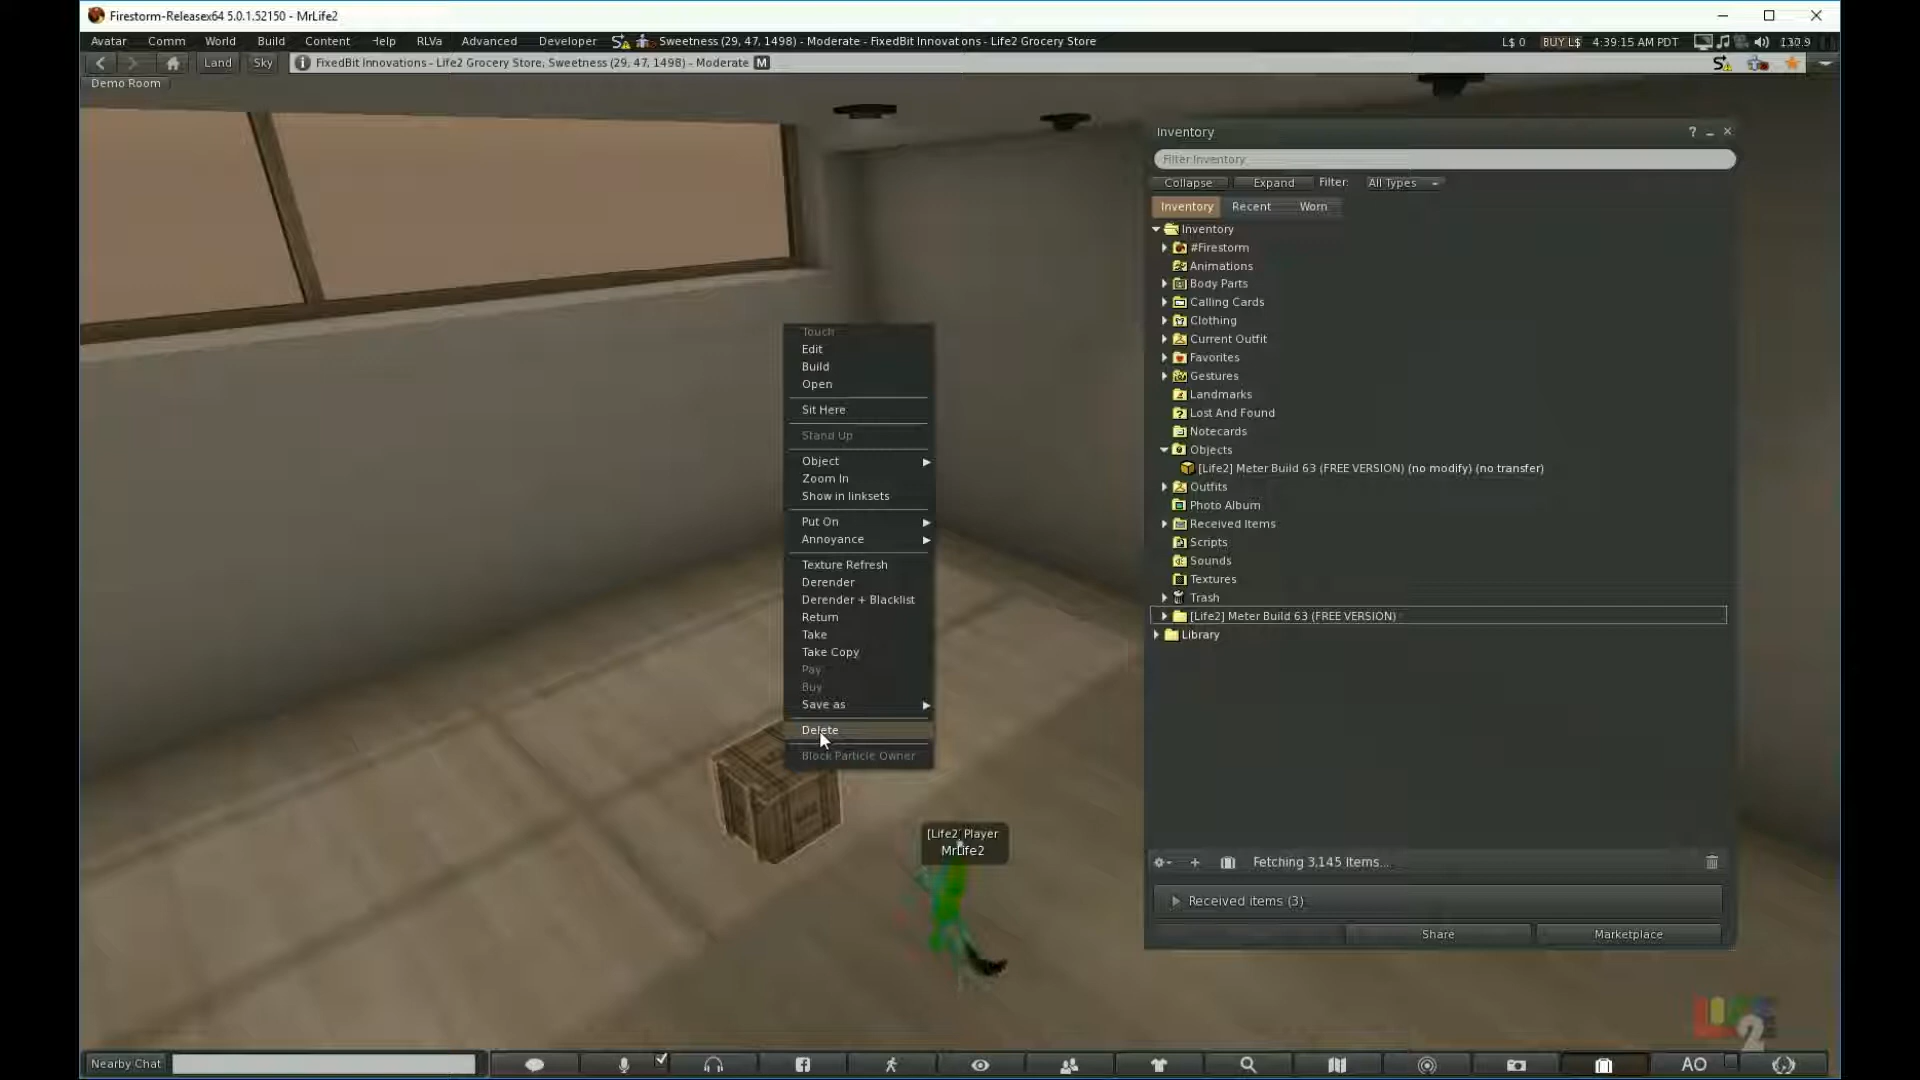 Firestorm-Releasex64 5.0.1.52150 - MrLife2
Avatar Comm World Build Content Help RLVa Advanced Developer Sweetness (29, 47, 1498) - Moderate - FixedBit Innovations - Life2 Grocery Store L$ 0 BUY L$ 4:39:15 AM PDT
Land Sky FixedBit Innovations - Life2 Grocery Store, Sweetness (29, 47, 1498) - Moderate M
Demo Room
Inventory
Filter Inventory
Collapse Expand Filter: All Types
Inventory Recent Worn
Inventory
#Firestorm
Animations
Body Parts
Calling Cards
Clothing
Current Outfit
Favorites
Gestures
Landmarks
Lost And Found
Notecards
Objects
[Life2] Meter Build 63 (FREE VERSION) (no modify) (no transfer)
Outfits
Photo Album
Received Items
Scripts
Sounds
Textures
Trash
[Life2] Meter Build 63 (FREE VERSION)
Library
Fetching 3,145 Items...
Received items (3)
Share Marketplace
Touch
Edit
Build
Open
Sit Here
Stand Up
Object
Zoom In
Show in linksets
Put On
Annoyance
Texture Refresh
Derender
Derender + Blacklist
Return
Take
Take Copy
Pay
Buy
Save as
Delete
Block Particle Owner
[Life2] Player
MrLife2
Nearby Chat
AO